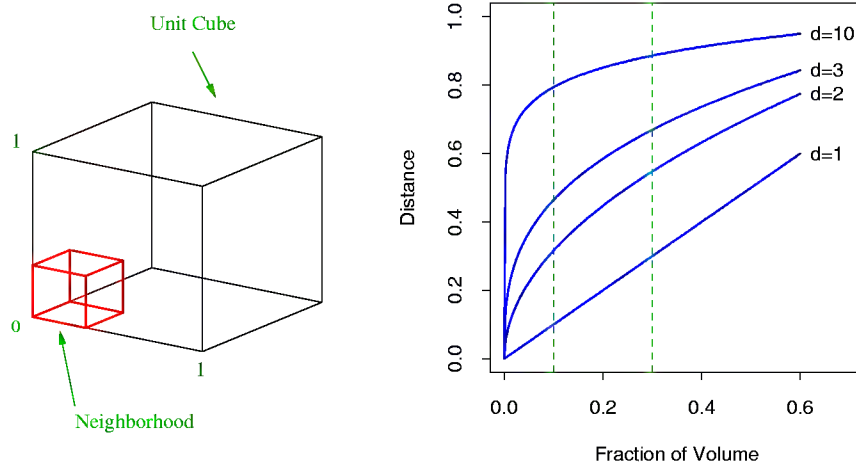 Unit Cube
1
0
1
Neighborhood
1.0
0.8
0.6
0.4
0.2
0.0
Distance
d=10
d=3
d=2
d=1
0.0 0.2 0.4 0.6
Fraction of Volume